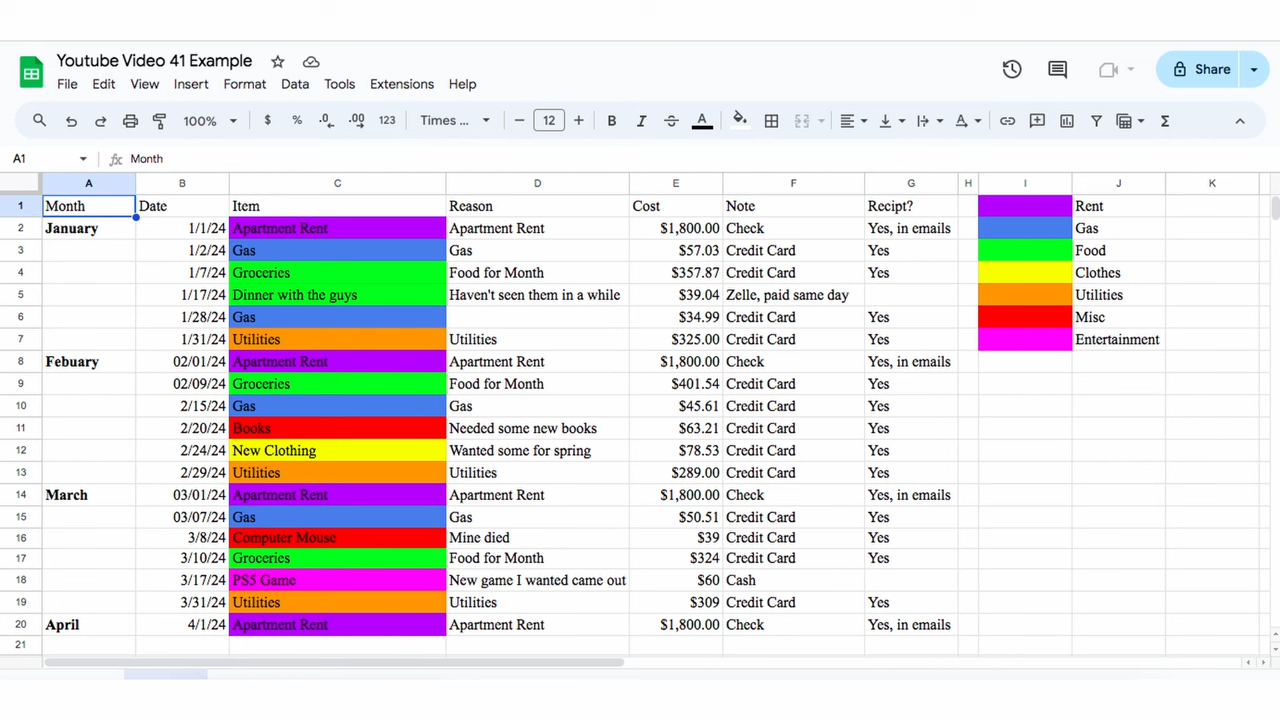 Youtube Video 41 Example
File Edit View Insert Format Data Tools Extensions Help
Share
100% $ % .0 .00 123 Times ... 12 B I S A
A1 fx Month
A B C D E F G H I J K
1 Month Date Item Reason Cost Note Recipt? Rent
2 January 1/1/24 Apartment Rent Apartment Rent $1,800.00 Check Yes, in emails Gas
3 1/2/24 Gas Gas $57.03 Credit Card Yes Food
4 1/7/24 Groceries Food for Month $357.87 Credit Card Yes Clothes
5 1/17/24 Dinner with the guys Haven't seen them in a while $39.04 Zelle, paid same day Utilities
6 1/28/24 Gas $34.99 Credit Card Yes Misc
7 1/31/24 Utilities Utilities $325.00 Credit Card Yes Entertainment
8 Febuary 02/01/24 Apartment Rent Apartment Rent $1,800.00 Check Yes, in emails
9 02/09/24 Groceries Food for Month $401.54 Credit Card Yes
10 2/15/24 Gas Gas $45.61 Credit Card Yes
11 2/20/24 Books Needed some new books $63.21 Credit Card Yes
12 2/24/24 New Clothing Wanted some for spring $78.53 Credit Card Yes
13 2/29/24 Utilities Utilities $289.00 Credit Card Yes
14 March 03/01/24 Apartment Rent Apartment Rent $1,800.00 Check Yes, in emails
15 03/07/24 Gas Gas $50.51 Credit Card Yes
16 3/8/24 Computer Mouse Mine died $39 Credit Card Yes
17 3/10/24 Groceries Food for Month $324 Credit Card Yes
18 3/17/24 PS5 Game New game I wanted came out $60 Cash
19 3/31/24 Utilities Utilities $309 Credit Card Yes
20 April 4/1/24 Apartment Rent Apartment Rent $1,800.00 Check Yes, in emails
21